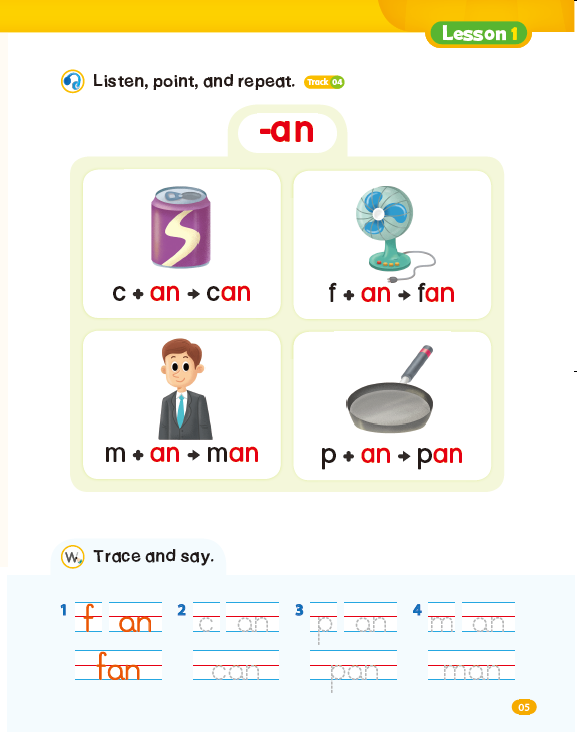 Lesson 1
Listen, point, and repeat. Track 04
-an
c + an → can
f + an → fan
m + an → man
p + an → pan
W Trace and say.
1 f an 2 c an 3 p an 4 m an
fan can pan man
05